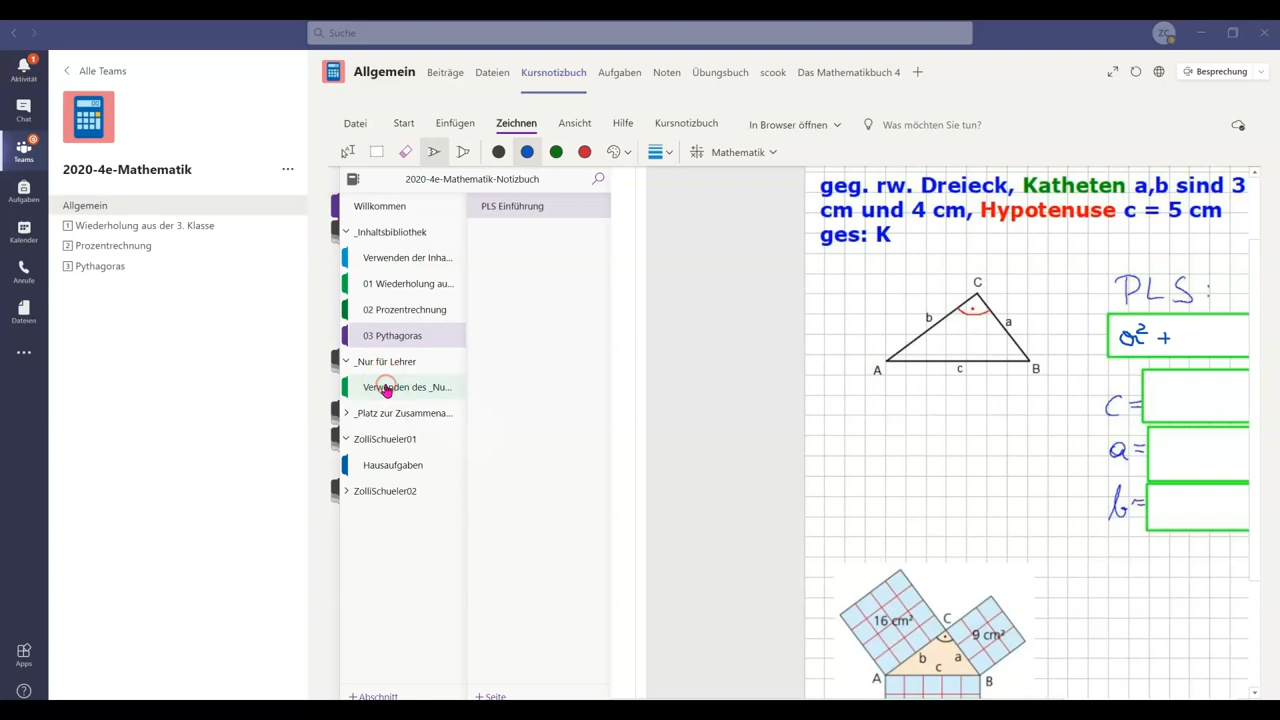 Suche
ZC
1
Aktivität
Chat
Teams
Aufgaben
Kalender
Anrufe
Dateien
Apps
Alle Teams
2020-4e-Mathematik
Allgemein
1 Wiederholung aus der 3. Klasse
2 Prozentrechnung
3 Pythagoras
Allgemein Beiträge Dateien Kursnotizbuch Aufgaben Noten Übungsbuch scook Das Mathematikbuch 4
Besprechung
Datei Start Einfügen Zeichnen Ansicht Hilfe Kursnotizbuch In Browser öffnen Was möchten Sie tun?
Mathematik
2020-4e-Mathematik-Notizbuch
Willkommen
_Inhaltsbibliothek
Verwenden der Inha...
01 Wiederholung au...
02 Prozentrechnung
03 Pythagoras
_Nur für Lehrer
Verwenden des _Nu...
_Platz zur Zusammena...
ZolliSchueler01
Hausaufgaben
ZolliSchueler02
+ Abschnitt
PLS Einführung
+ Seite
geg. rw. Dreieck, Katheten a,b sind 3
cm und 4 cm, Hypotenuse c = 5 cm
ges: K
C
b
a
A
c
B
PLS:
a² +
c =
a =
b =
16 cm²
C
9 cm²
b
a
c
A
B